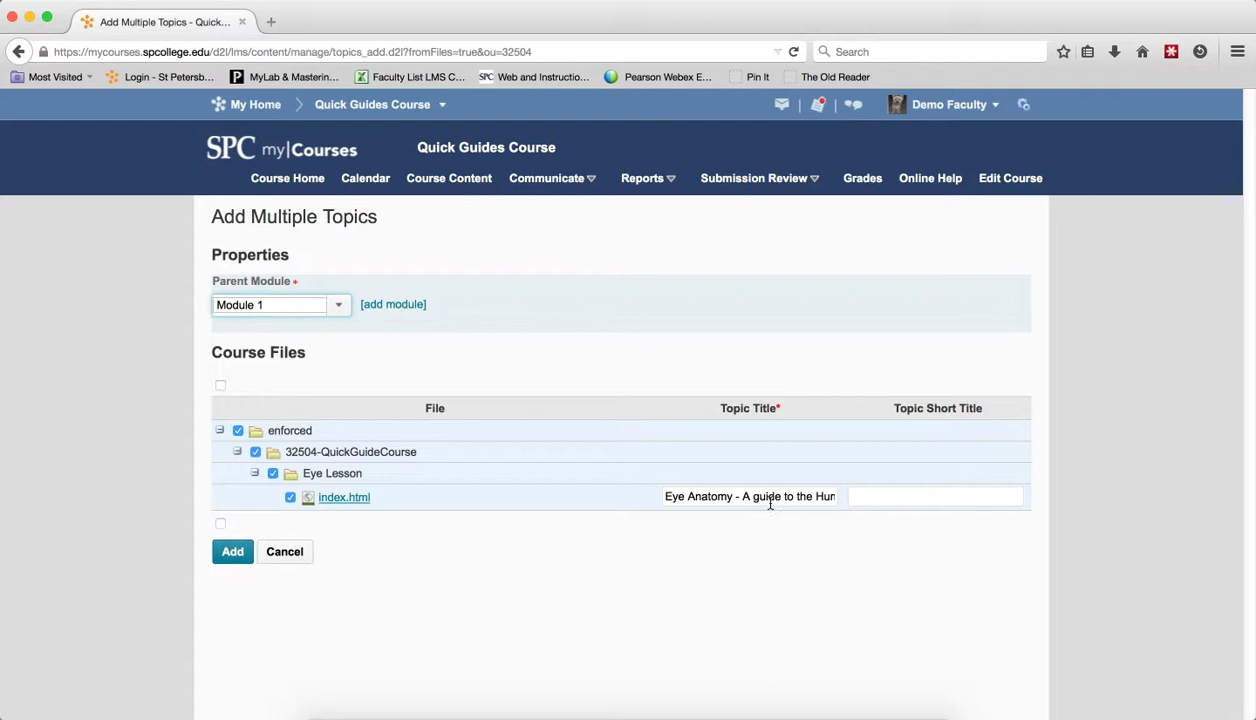 Add Multiple Topics - Quick...
https://mycourses.spcollege.edu/d2l/lms/content/manage/topics_add.d2l?fromFiles=true&ou=32504
Search
Most Visited
Login - St Petersb...
P MyLab & Mastering...
Faculty List LMS C...
SPC Web and Instructio...
Pearson Webex E...
Pin It
The Old Reader
My Home
Quick Guides Course
Demo Faculty
SPC my|Courses
Quick Guides Course
Course Home
Calendar
Course Content
Communicate
Reports
Submission Review
Grades
Online Help
Edit Course
Add Multiple Topics
Properties
Parent Module *
Module 1
[add module]
Course Files
File
Topic Title*
Topic Short Title
enforced
32504-QuickGuideCourse
Eye Lesson
index.html
Eye Anatomy - A guide to the Hum
Add
Cancel